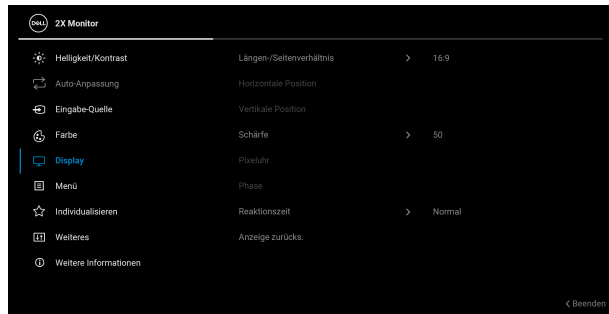 DELL 2X Monitor
Helligkeit/Kontrast Längen-/Seitenverhältnis > 16:9
Auto-Anpassung Horizontale Position
Eingabe-Quelle Vertikale Position
Farbe Schärfe > 50
Display Pixeluhr
Menü Phase
Individualisieren Reaktionszeit > Normal
Weiteres Anzeige zurücks.
Weitere Informationen
< Beenden